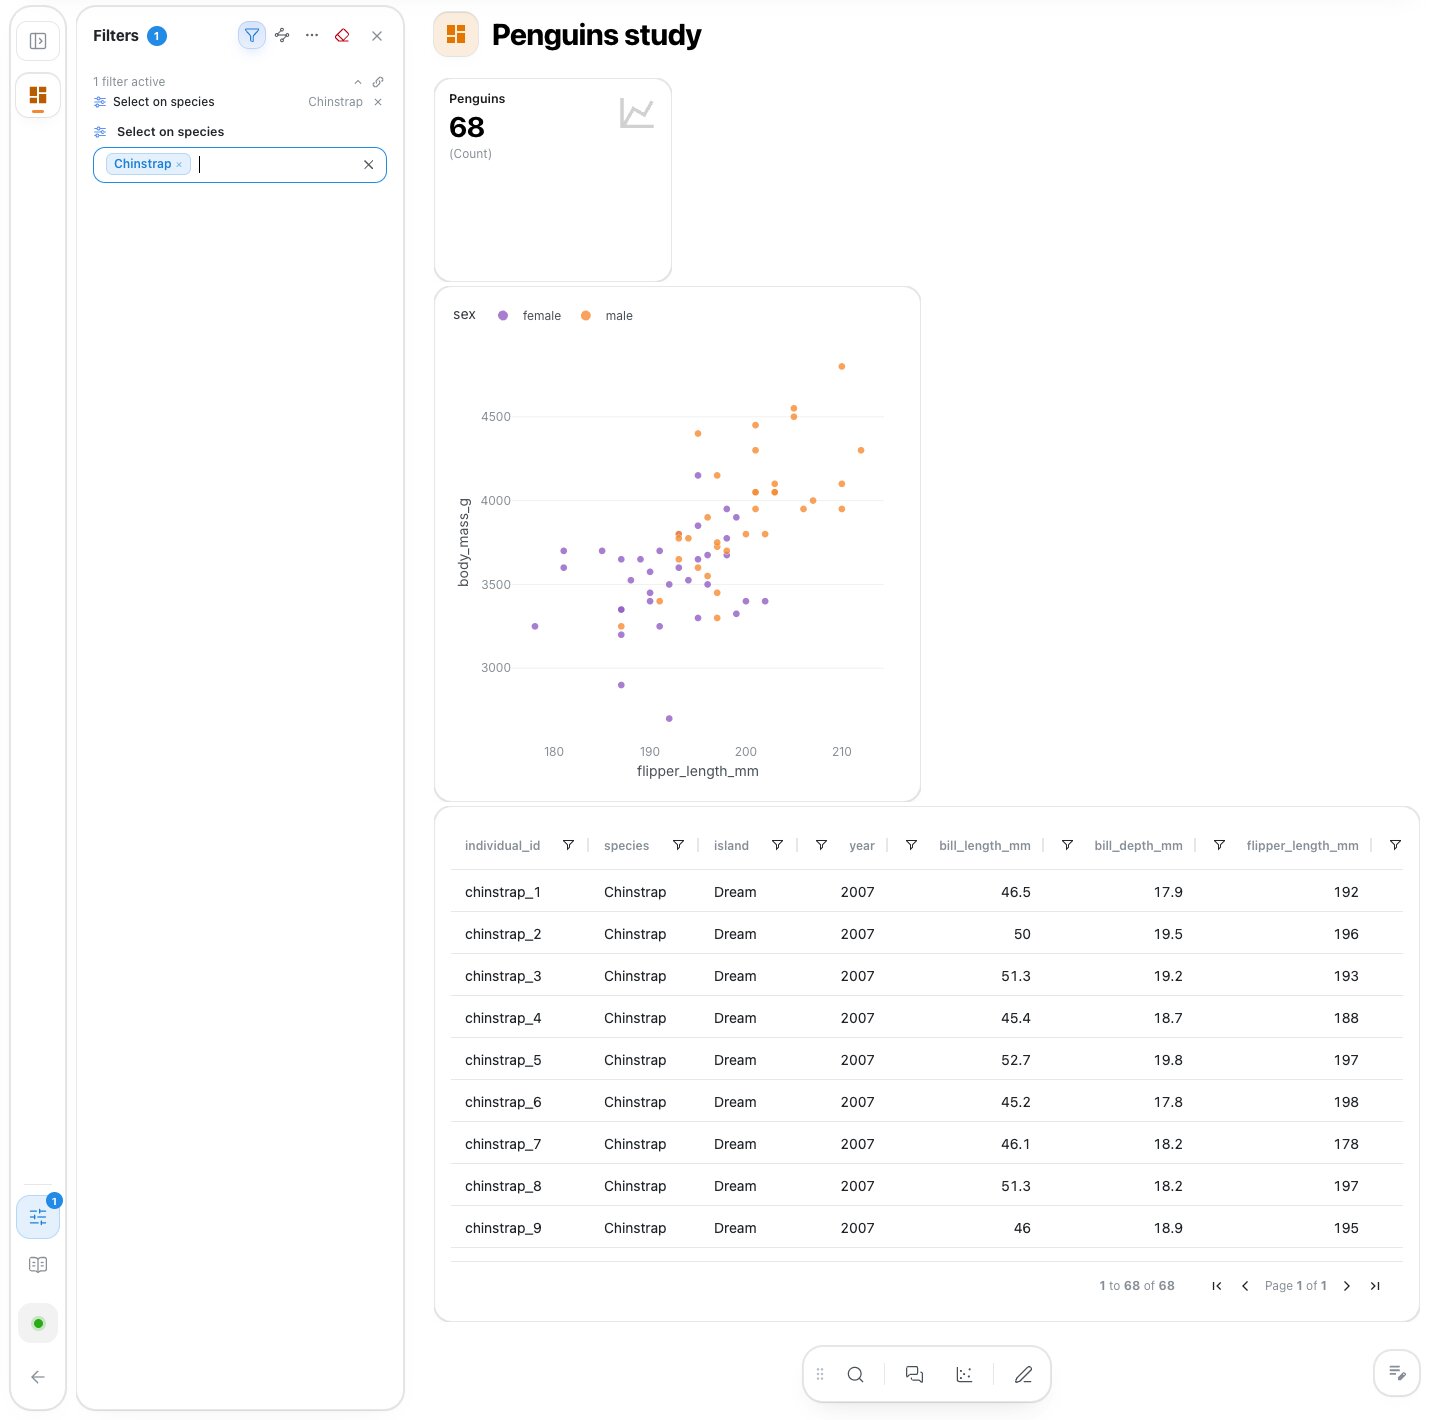 Filters 1
1 filter active
Select on species Chinstrap ×
Select on species
Chinstrap ×
1
Penguins study
Penguins
68
(Count)
sex female male
4500
4000
3500
3000
body_mass_g
180 190 200 210
flipper_length_mm
individual_id species island year bill_length_mm bill_depth_mm flipper_length_mm
chinstrap_1 Chinstrap Dream 2007 46.5 17.9 192
chinstrap_2 Chinstrap Dream 2007 50 19.5 196
chinstrap_3 Chinstrap Dream 2007 51.3 19.2 193
chinstrap_4 Chinstrap Dream 2007 45.4 18.7 188
chinstrap_5 Chinstrap Dream 2007 52.7 19.8 197
chinstrap_6 Chinstrap Dream 2007 45.2 17.8 198
chinstrap_7 Chinstrap Dream 2007 46.1 18.2 178
chinstrap_8 Chinstrap Dream 2007 51.3 18.2 197
chinstrap_9 Chinstrap Dream 2007 46 18.9 195
1 to 68 of 68 Page 1 of 1